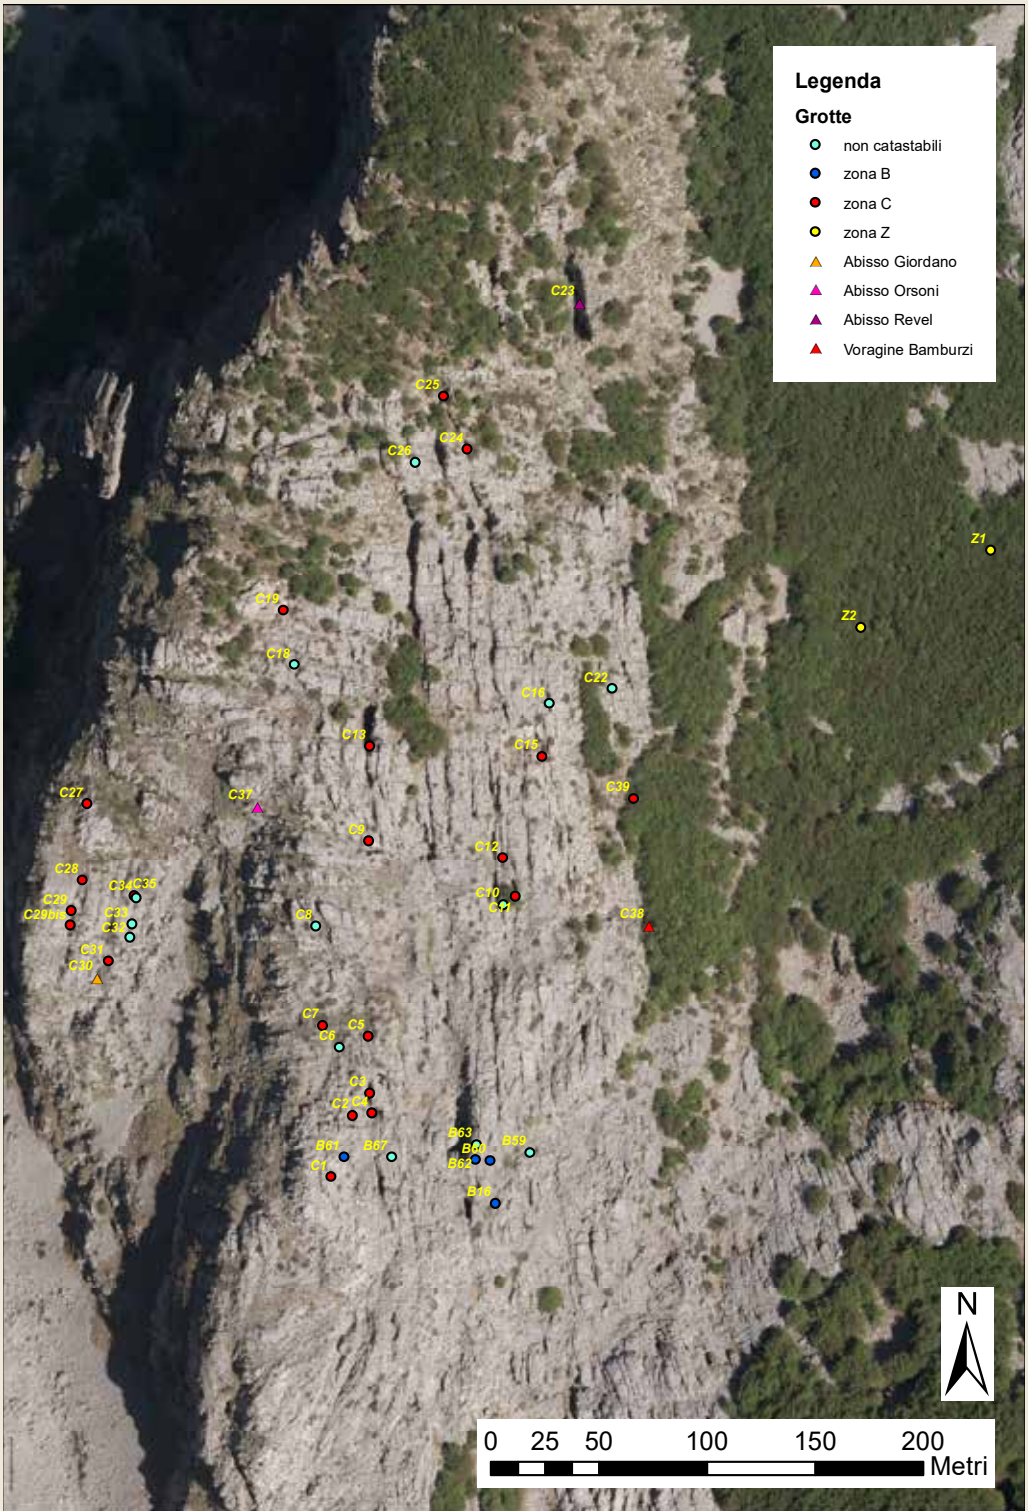 Legenda
Grotte
non catastabili
zona B
zona C
zona Z
Abisso Giordano
Abisso Orsoni
Abisso Revel
Voragine Bamburzi
C23
C25
C24
C26
Z1
C19
Z2
C18
C22
C16
C13
C15
C27
C37
C39
C9
C12
C28
C34 C35
C10
C29
C11
C29bis
C33
C8
C38
C32
C31
C30
C7
C5
C6
C3
C2 C4
B63
B61 B67
B60
B59
B62
C1
B16
N
0 25 50 100 150 200
Metri